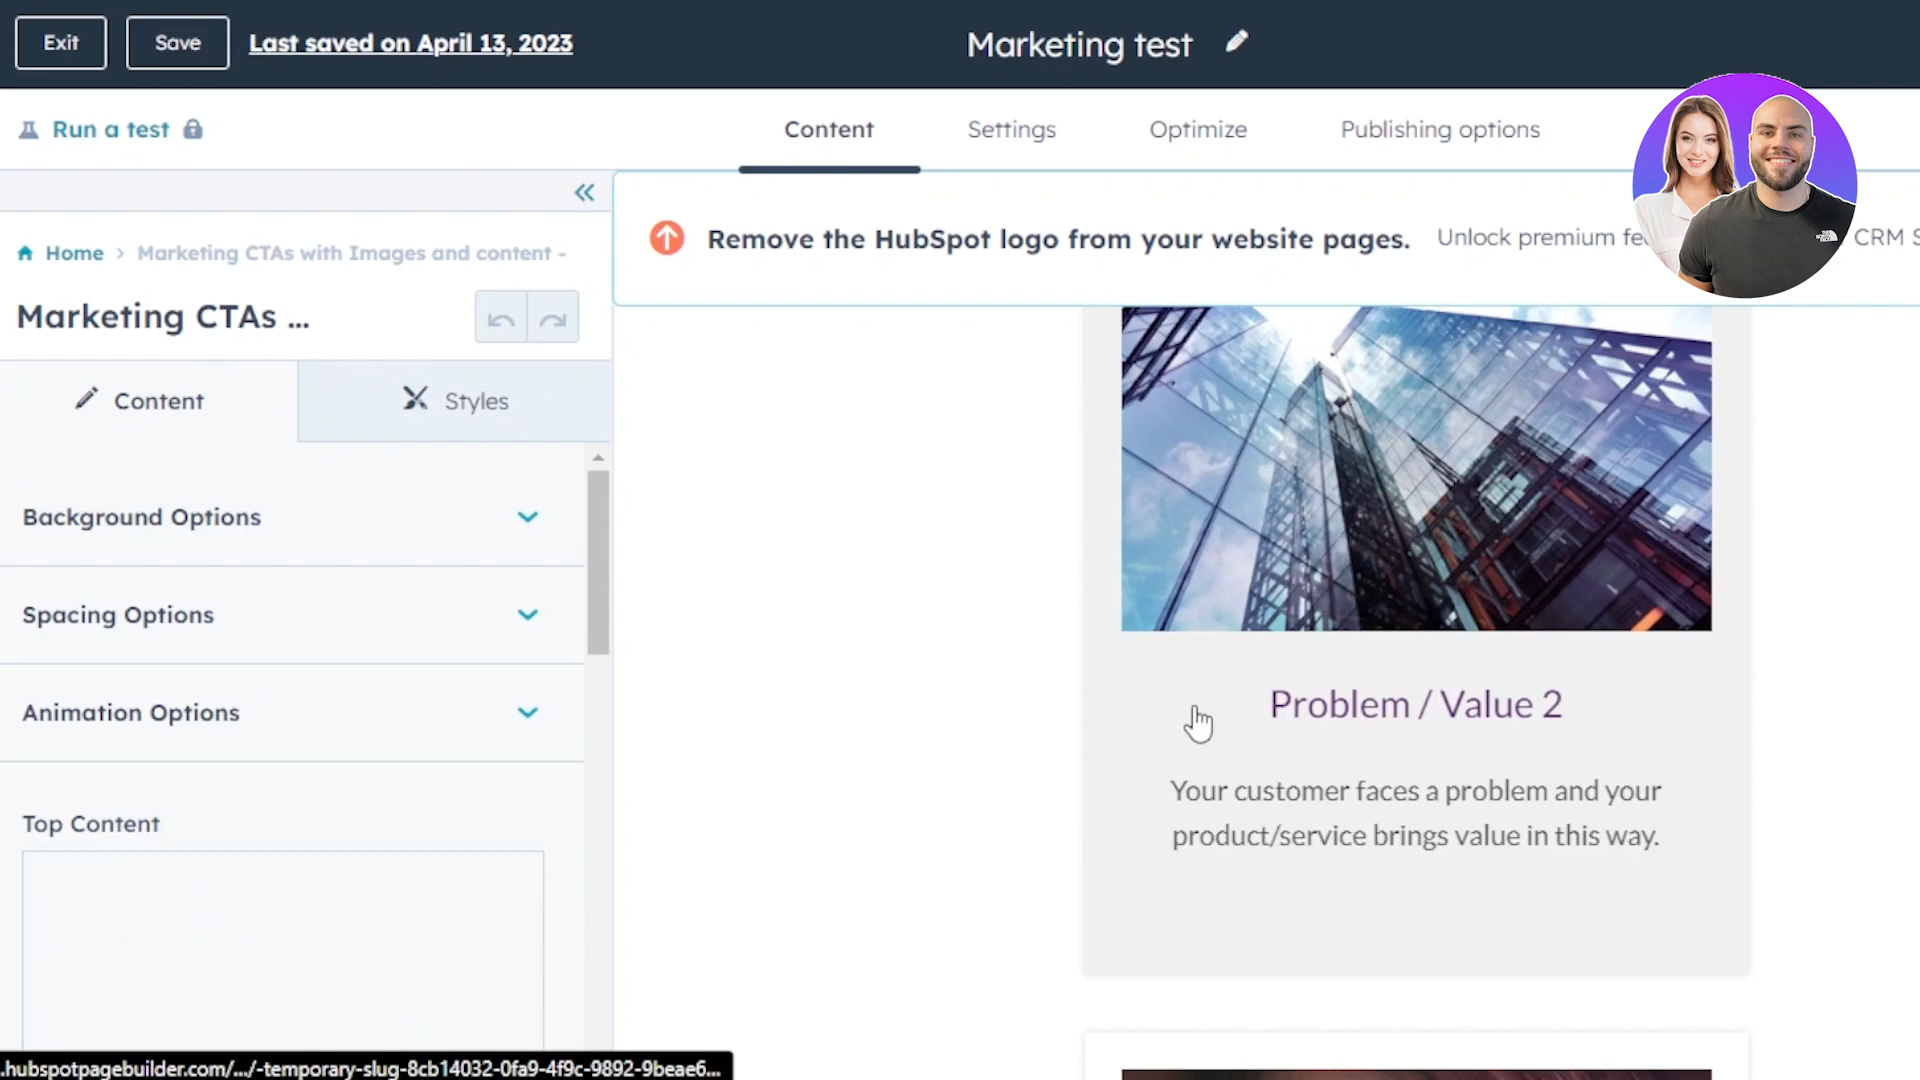 Exit
Save
Last saved on April 13, 2023
Marketing test
Run a test
Content
Settings
Optimize
Publishing options
Home > Marketing CTAs with Images and content -
Marketing CTAs ...
Content
Styles
Background Options
Spacing Options
Animation Options
Top Content
Remove the HubSpot logo from your website pages.
Unlock premium
CRM
Problem / Value 2
Your customer faces a problem and your
product/service brings value in this way.
.hubspotpagebuilder.com/.../-temporary-slug-8cb14032-0fa9-4f9c-9892-9beae6...